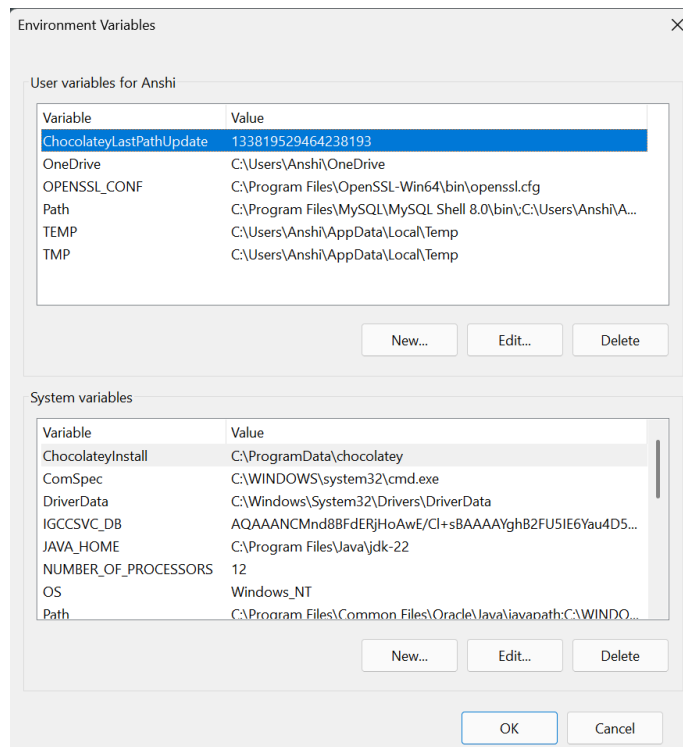 Environment Variables
User variables for Anshi
Variable Value
ChocolateyLastPathUpdate 133819529464238193
OneDrive C:\Users\Anshi\OneDrive
OPENSSL_CONF C:\Program Files\OpenSSL-Win64\bin\openssl.cfg
Path C:\Program Files\MySQL\MySQL Shell 8.0\bin\;C:\Users\Anshi\A...
TEMP C:\Users\Anshi\AppData\Local\Temp
TMP C:\Users\Anshi\AppData\Local\Temp
New... Edit... Delete
System variables
Variable Value
ChocolateyInstall C:\ProgramData\chocolatey
ComSpec C:\WINDOWS\system32\cmd.exe
DriverData C:\Windows\System32\Drivers\DriverData
IGCCSVC_DB AQAAANCMnd8BFdERjHoAwE/Cl+sBAAAAYghB2FU5IE6Yau4D5...
JAVA_HOME C:\Program Files\Java\jdk-22
NUMBER_OF_PROCESSORS 12
OS Windows_NT
Path C:\Program Files\Common Files\Oracle\Java\javapath;C:\WINDO...
New... Edit... Delete
OK Cancel